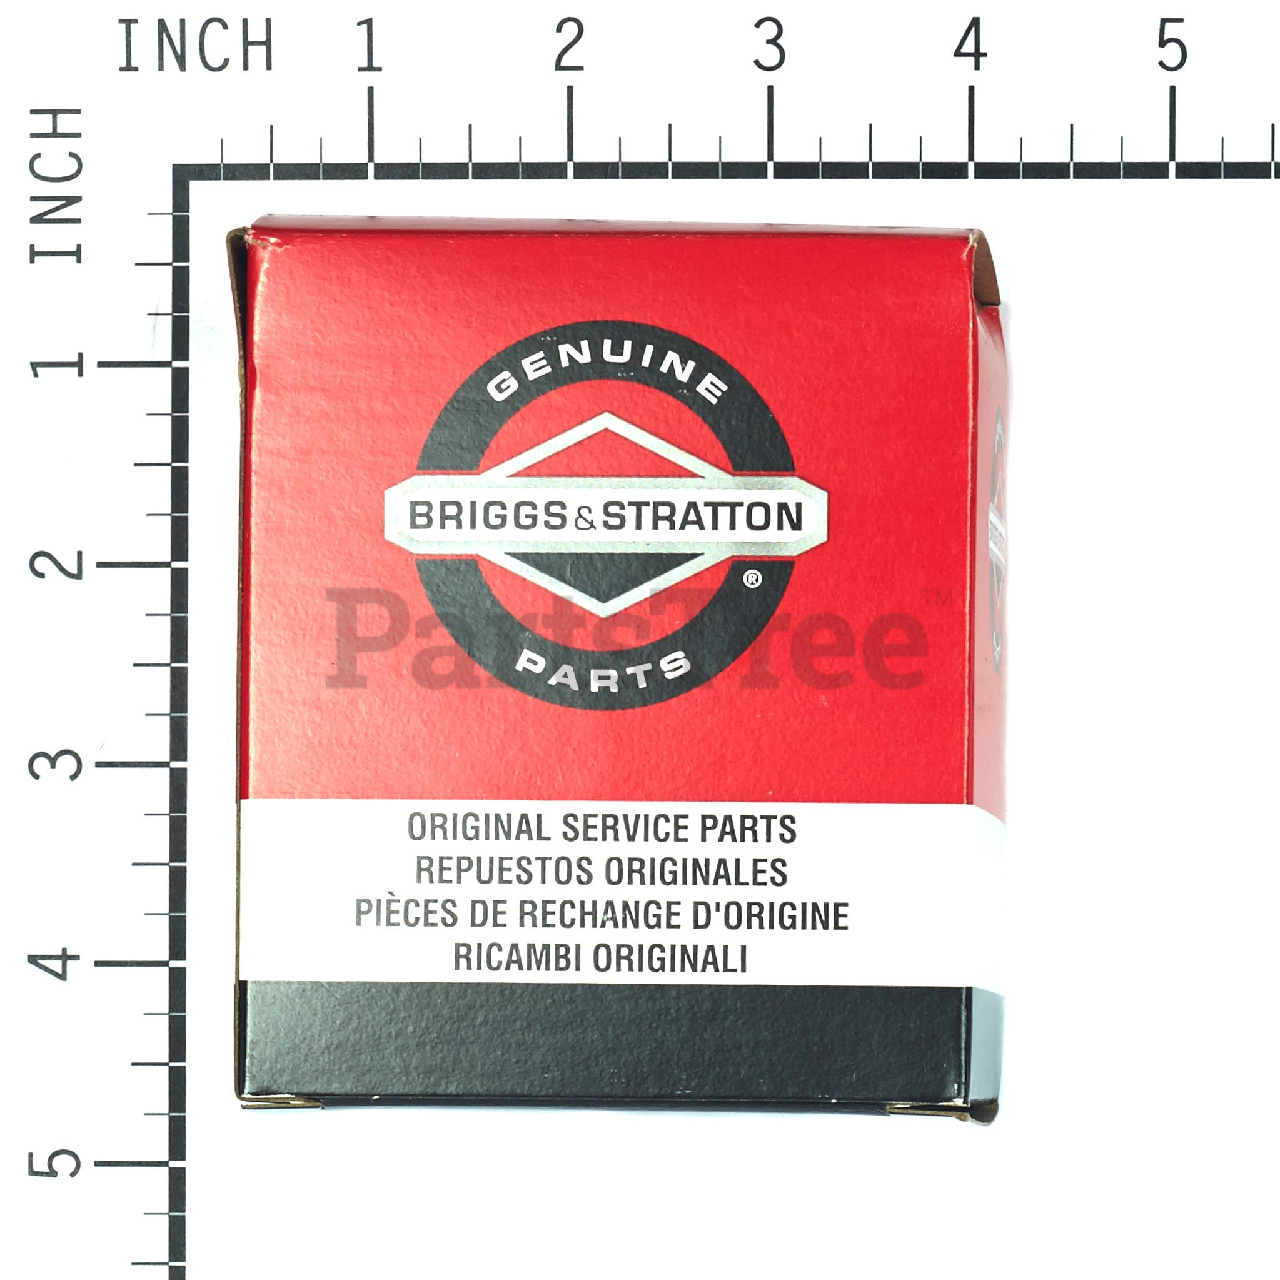 INCH 1 2 3 4 5
INCH
1
2
3
4
5
GENUINE
BRIGGS&STRATTON
®
PARTS
PartsTree™
ORIGINAL SERVICE PARTS
REPUESTOS ORIGINALES
PIÈCES DE RECHANGE D'ORIGINE
RICAMBI ORIGINALI